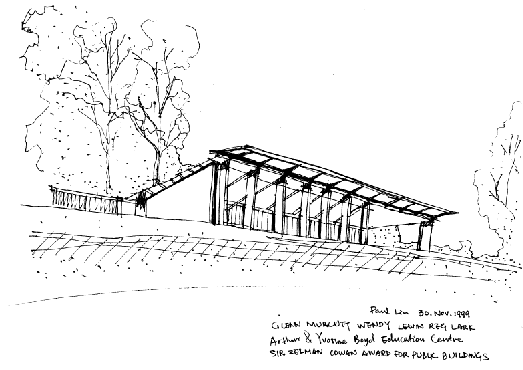 Paul Lin 30.NOV.1999
GLENN MURCUTT WENDY LEWIN REG LARK
Arthur & Yvonne Boyd Education Centre
SIR ZELMAN COWAN AWARD FOR PUBLIC BUILDINGS